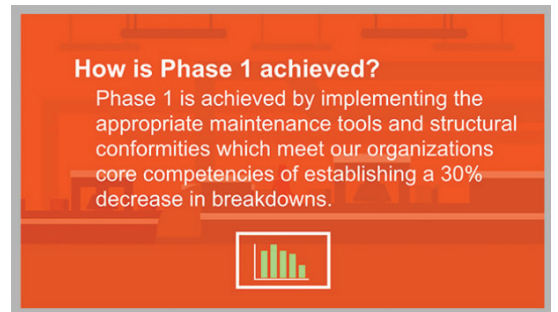 How is Phase 1 achieved?
Phase 1 is achieved by implementing the
appropriate maintenance tools and structural
conformities which meet our organizations
core competencies of establishing a 30%
decrease in breakdowns.